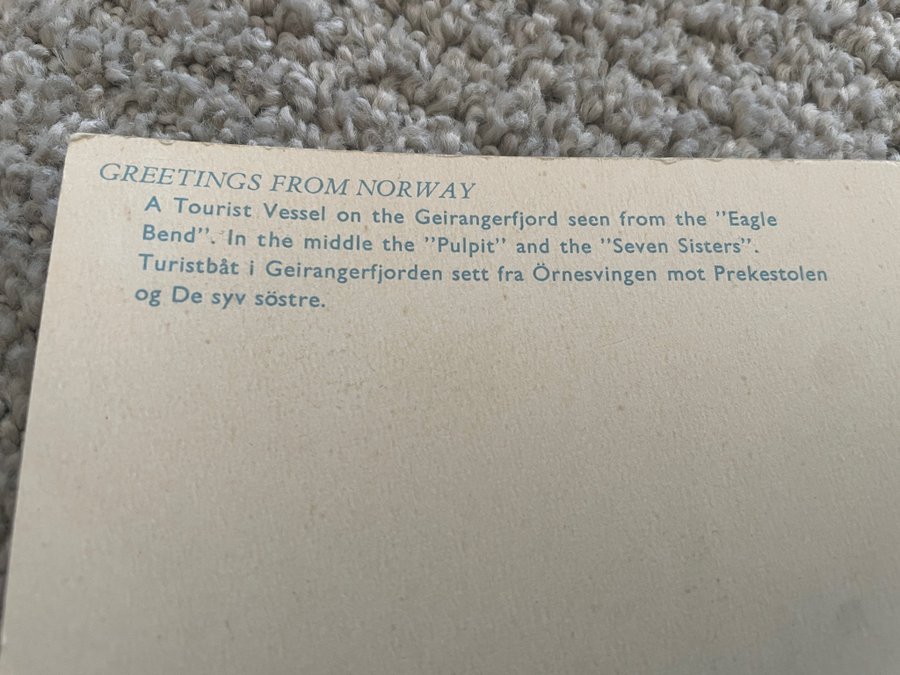 GREETINGS FROM NORWAY
A Tourist Vessel on the Geirangerfjord seen from the ”Eagle
Bend”. In the middle the ”Pulpit” and the ”Seven Sisters”.
Turistbåt i Geirangerfjorden sett fra Örnesvingen mot Prekestolen
og De syv söstre.